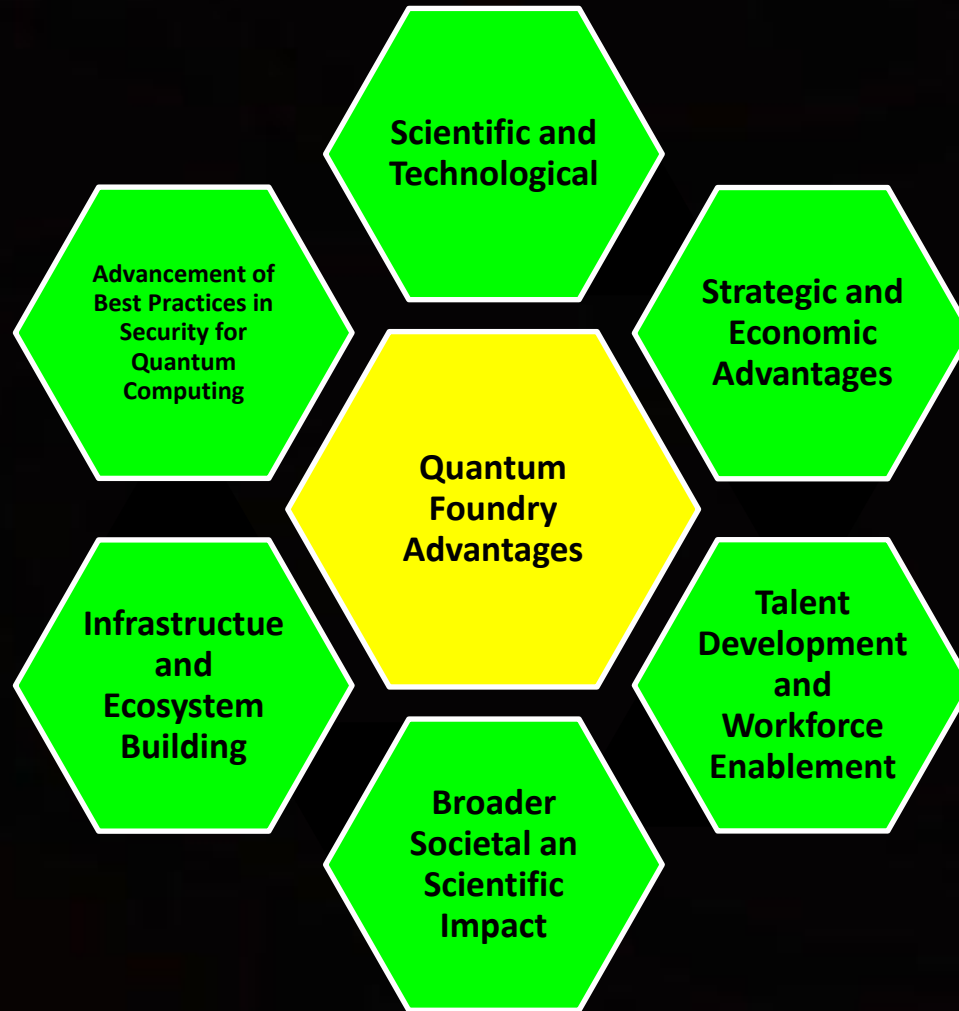 Scientific and
Technological
Advancement of
Best Practices in
Security for
Quantum
Computing
Strategic and
Economic
Advantages
Quantum
Foundry
Advantages
Infrastructue
and
Ecosystem
Building
Talent
Development
and
Workforce
Enablement
Broader
Societal an
Scientific
Impact